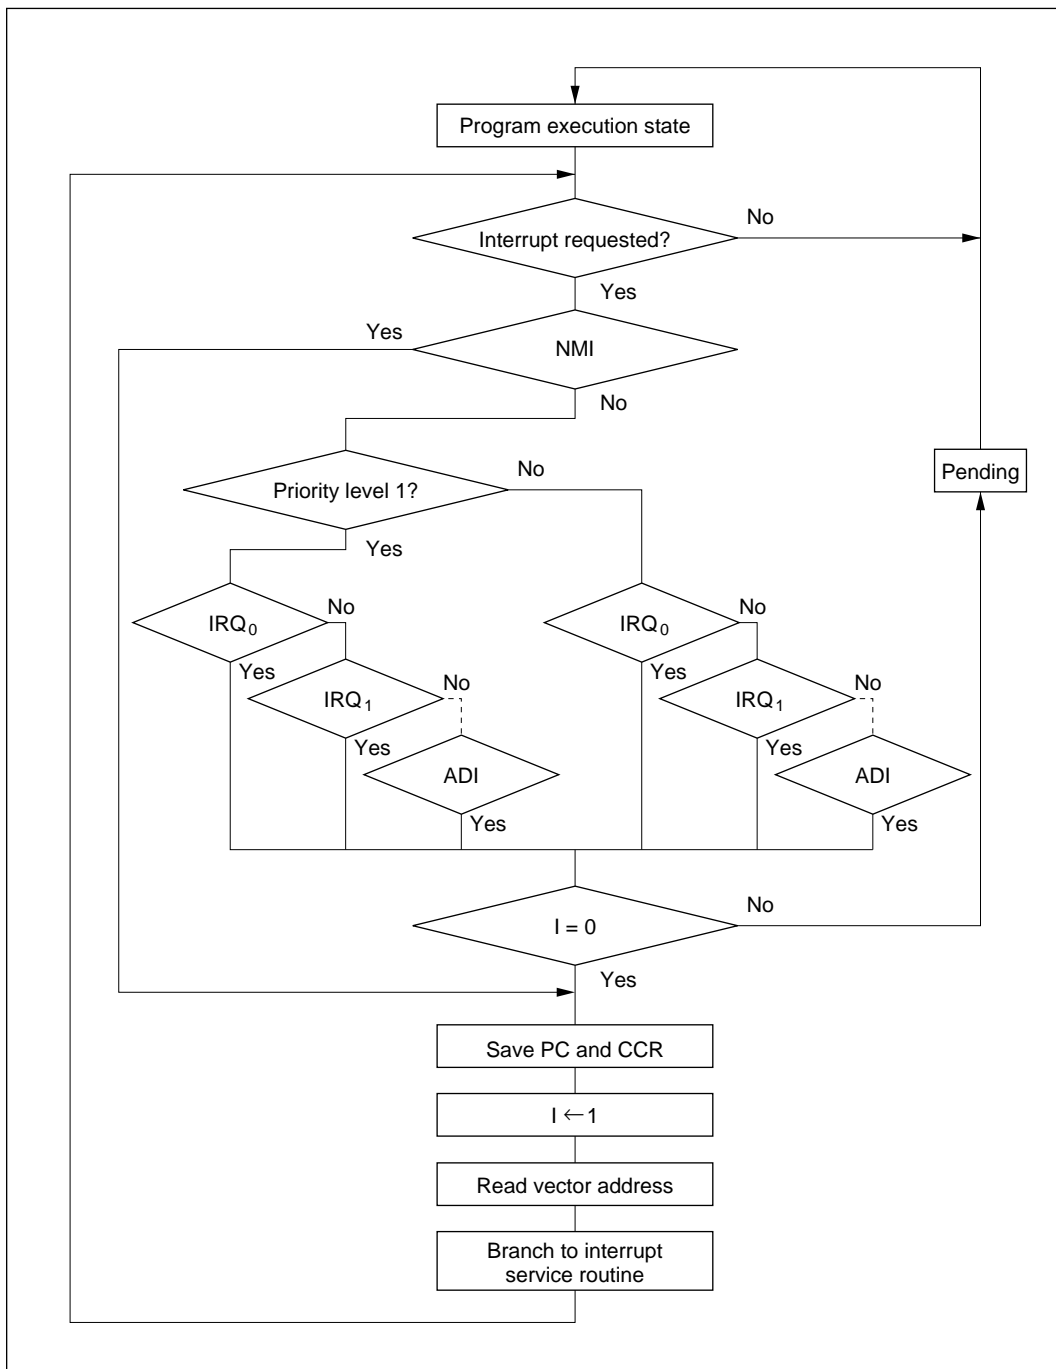 Program execution state
Interrupt requested?
No
Yes
Yes
NMI
No
Priority level 1?
No
Pending
Yes
IRQ0
No
IRQ0
No
Yes
IRQ1
No
Yes
IRQ1
No
Yes
ADI
Yes
ADI
Yes
Yes
I = 0
No
Yes
Save PC and CCR
I ← 1
Read vector address
Branch to interrupt
service routine